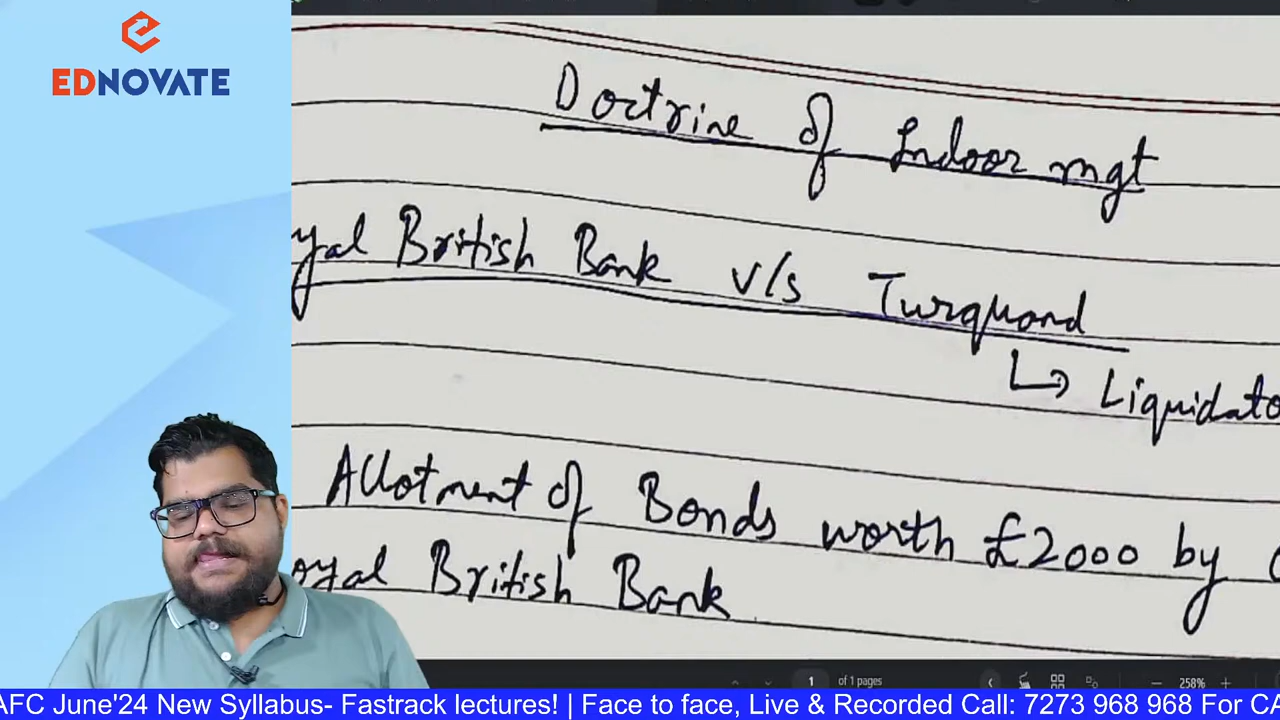 EDNOVATE
Doctrine of Indoor mgt
yal British Bank v/s Turquand
↳ Liquidato
Allotment of Bonds worth £2000 by
oyal British Bank
1 of 1 pages
258%
AFC June'24 New Syllabus- Fastrack lectures! | Face to face, Live & Recorded Call: 7273 968 968 For CA